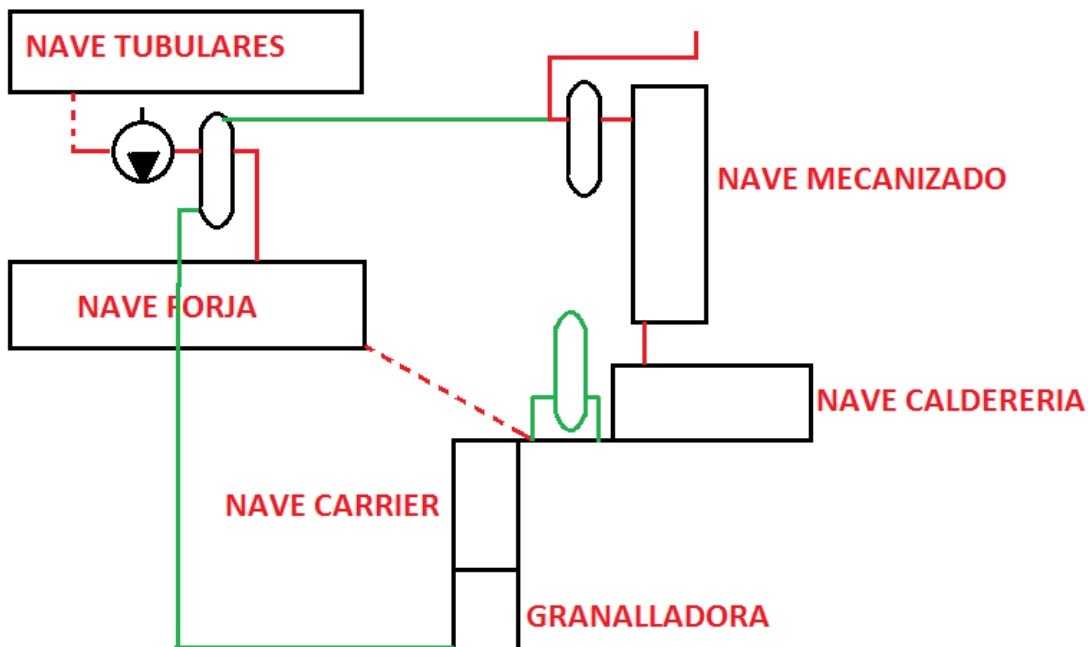 NAVE TUBULARES
NAVE MECANIZADO
NAVE FORJA
NAVE CALDERERIA
NAVE CARRIER
GRANALLADORA